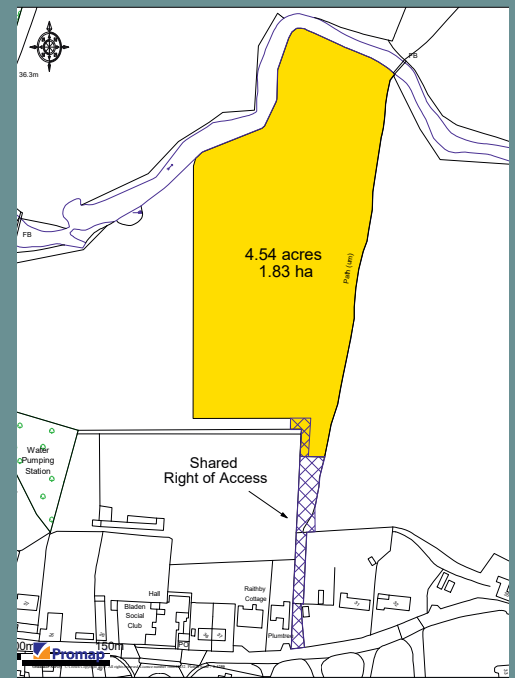 36.3m
FB
FB
4.54 acres
1.83 ha
Path (um)
Water
Pumping
Station
Shared
Right of Access
Hall
Bladen
Social
Club
Raithby
Cottage
Plumtree
PC
150m
Promap